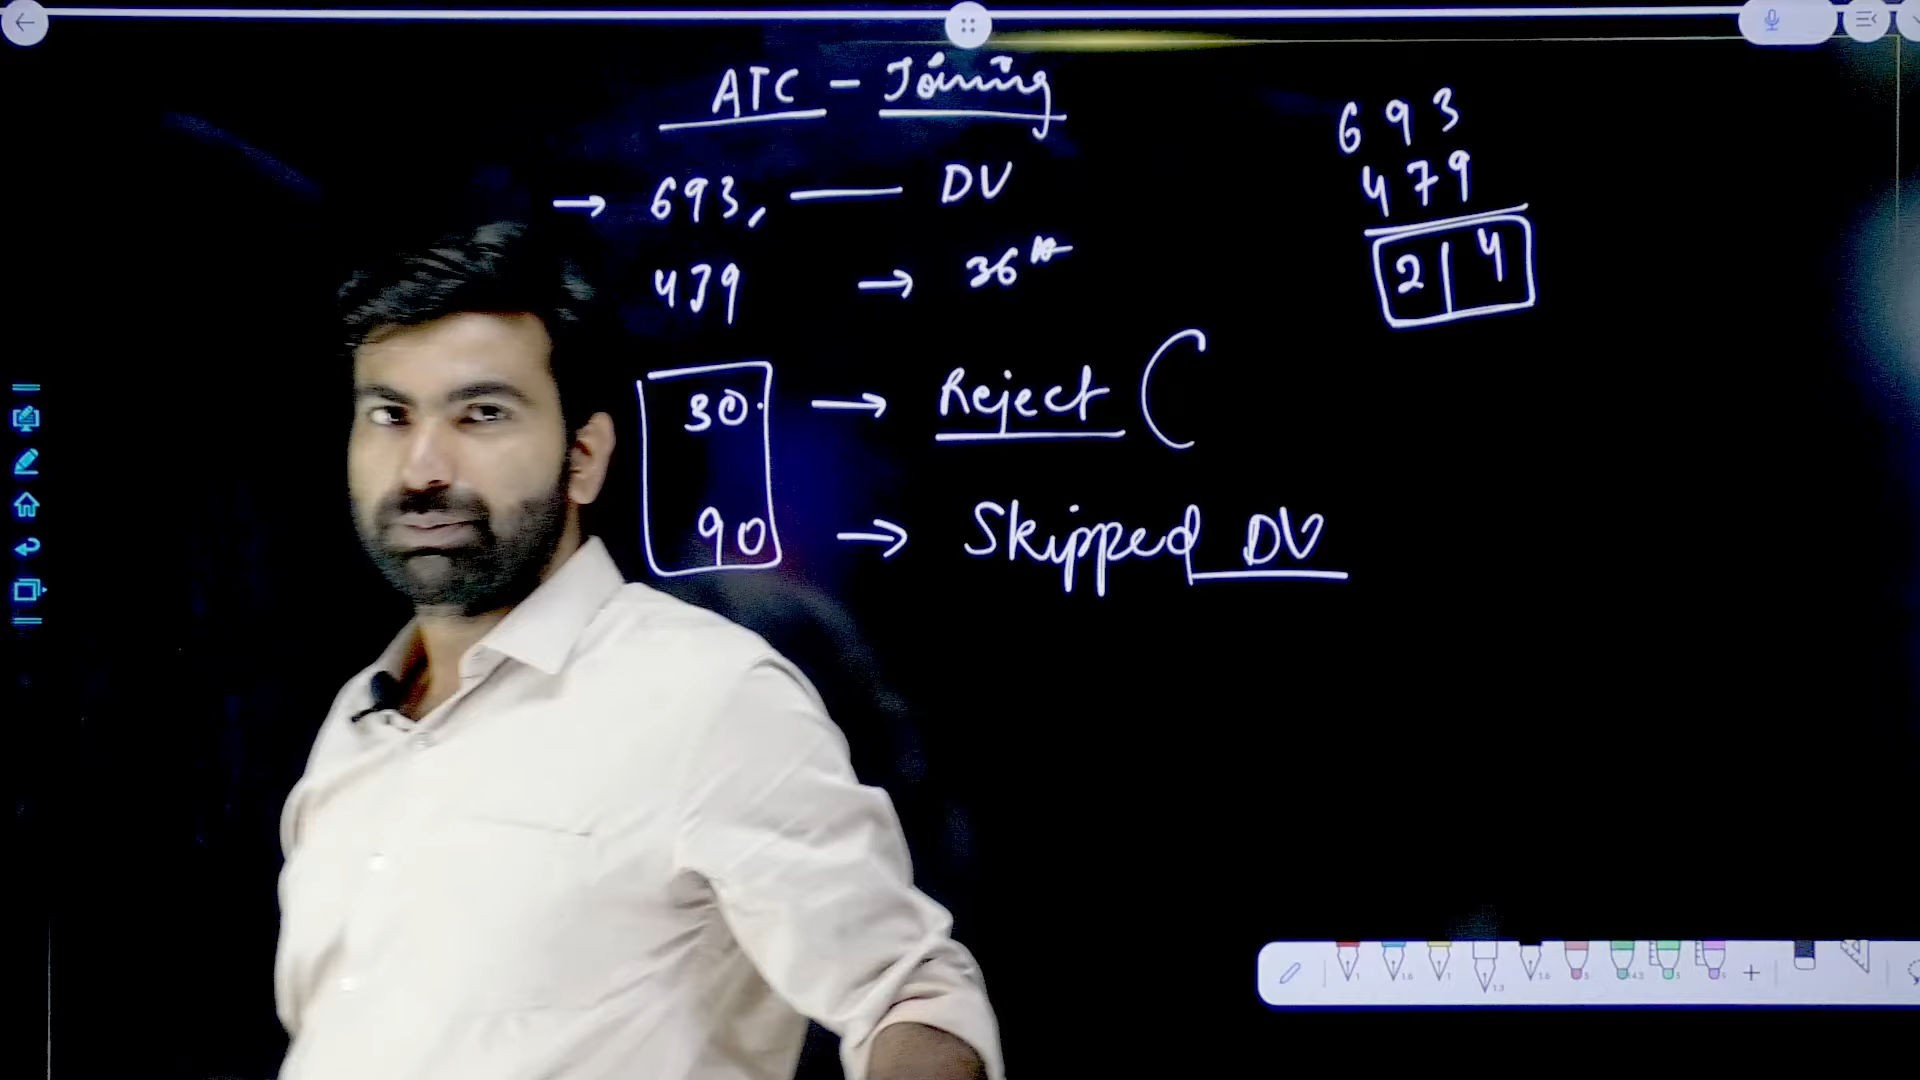 ATC - Joining
→ 693, — DV
479 → 36
30. → Reject (
90 → Skipped DV
693
479
2 | 4